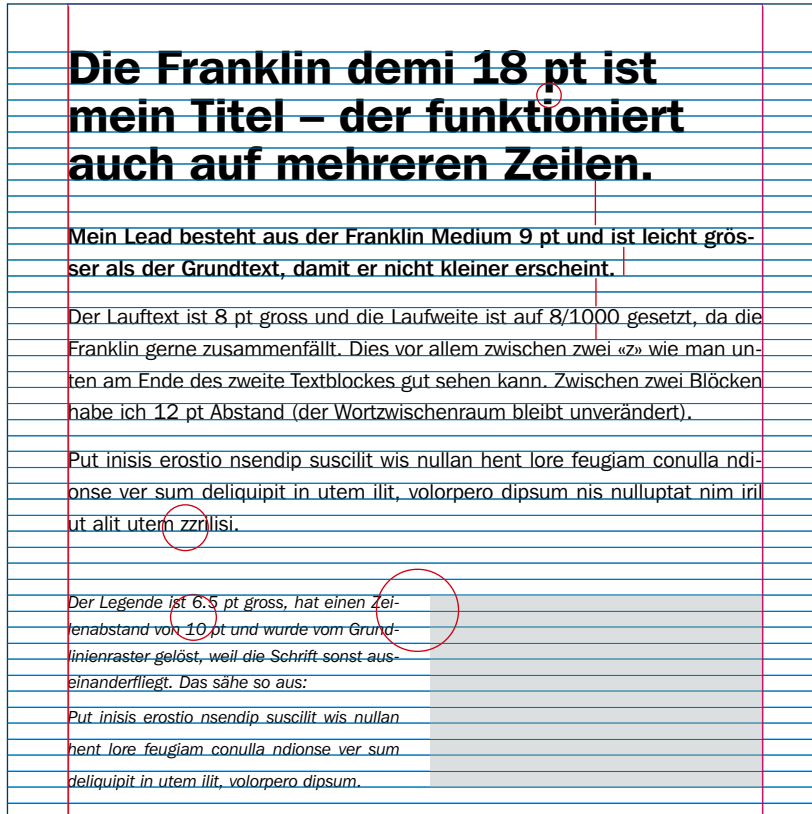 Die Franklin demi 18 pt ist
mein Titel – der funktioniert
auch auf mehreren Zeilen.
Mein Lead besteht aus der Franklin Medium 9 pt und ist leicht grös-
ser als der Grundtext, damit er nicht kleiner erscheint.
Der Lauftext ist 8 pt gross und die Laufweite ist auf 8/1000 gesetzt, da die
Franklin gerne zusammenfällt. Dies vor allem zwischen zwei «z» wie man un-
ten am Ende des zweite Textblockes gut sehen kann. Zwischen zwei Blöcken
habe ich 12 pt Abstand (der Wortzwischenraum bleibt unverändert).
Put inisis erostio nsendip suscilit wis nullan hent lore feugiam conulla ndi-
onse ver sum deliquipit in utem ilit, volorpero dipsum nis nulluptat nim iril
ut alit utem zzrilisi.
Der Legende ist 6.5 pt gross, hat einen Zei-
lenabstand von 10 pt und wurde vom Grund-
linienraster gelöst, weil die Schrift sonst aus-
einanderfliegt. Das sähe so aus:
Put inisis erostio nsendip suscilit wis nullan
hent lore feugiam conulla ndionse ver sum
deliquipit in utem ilit, volorpero dipsum.